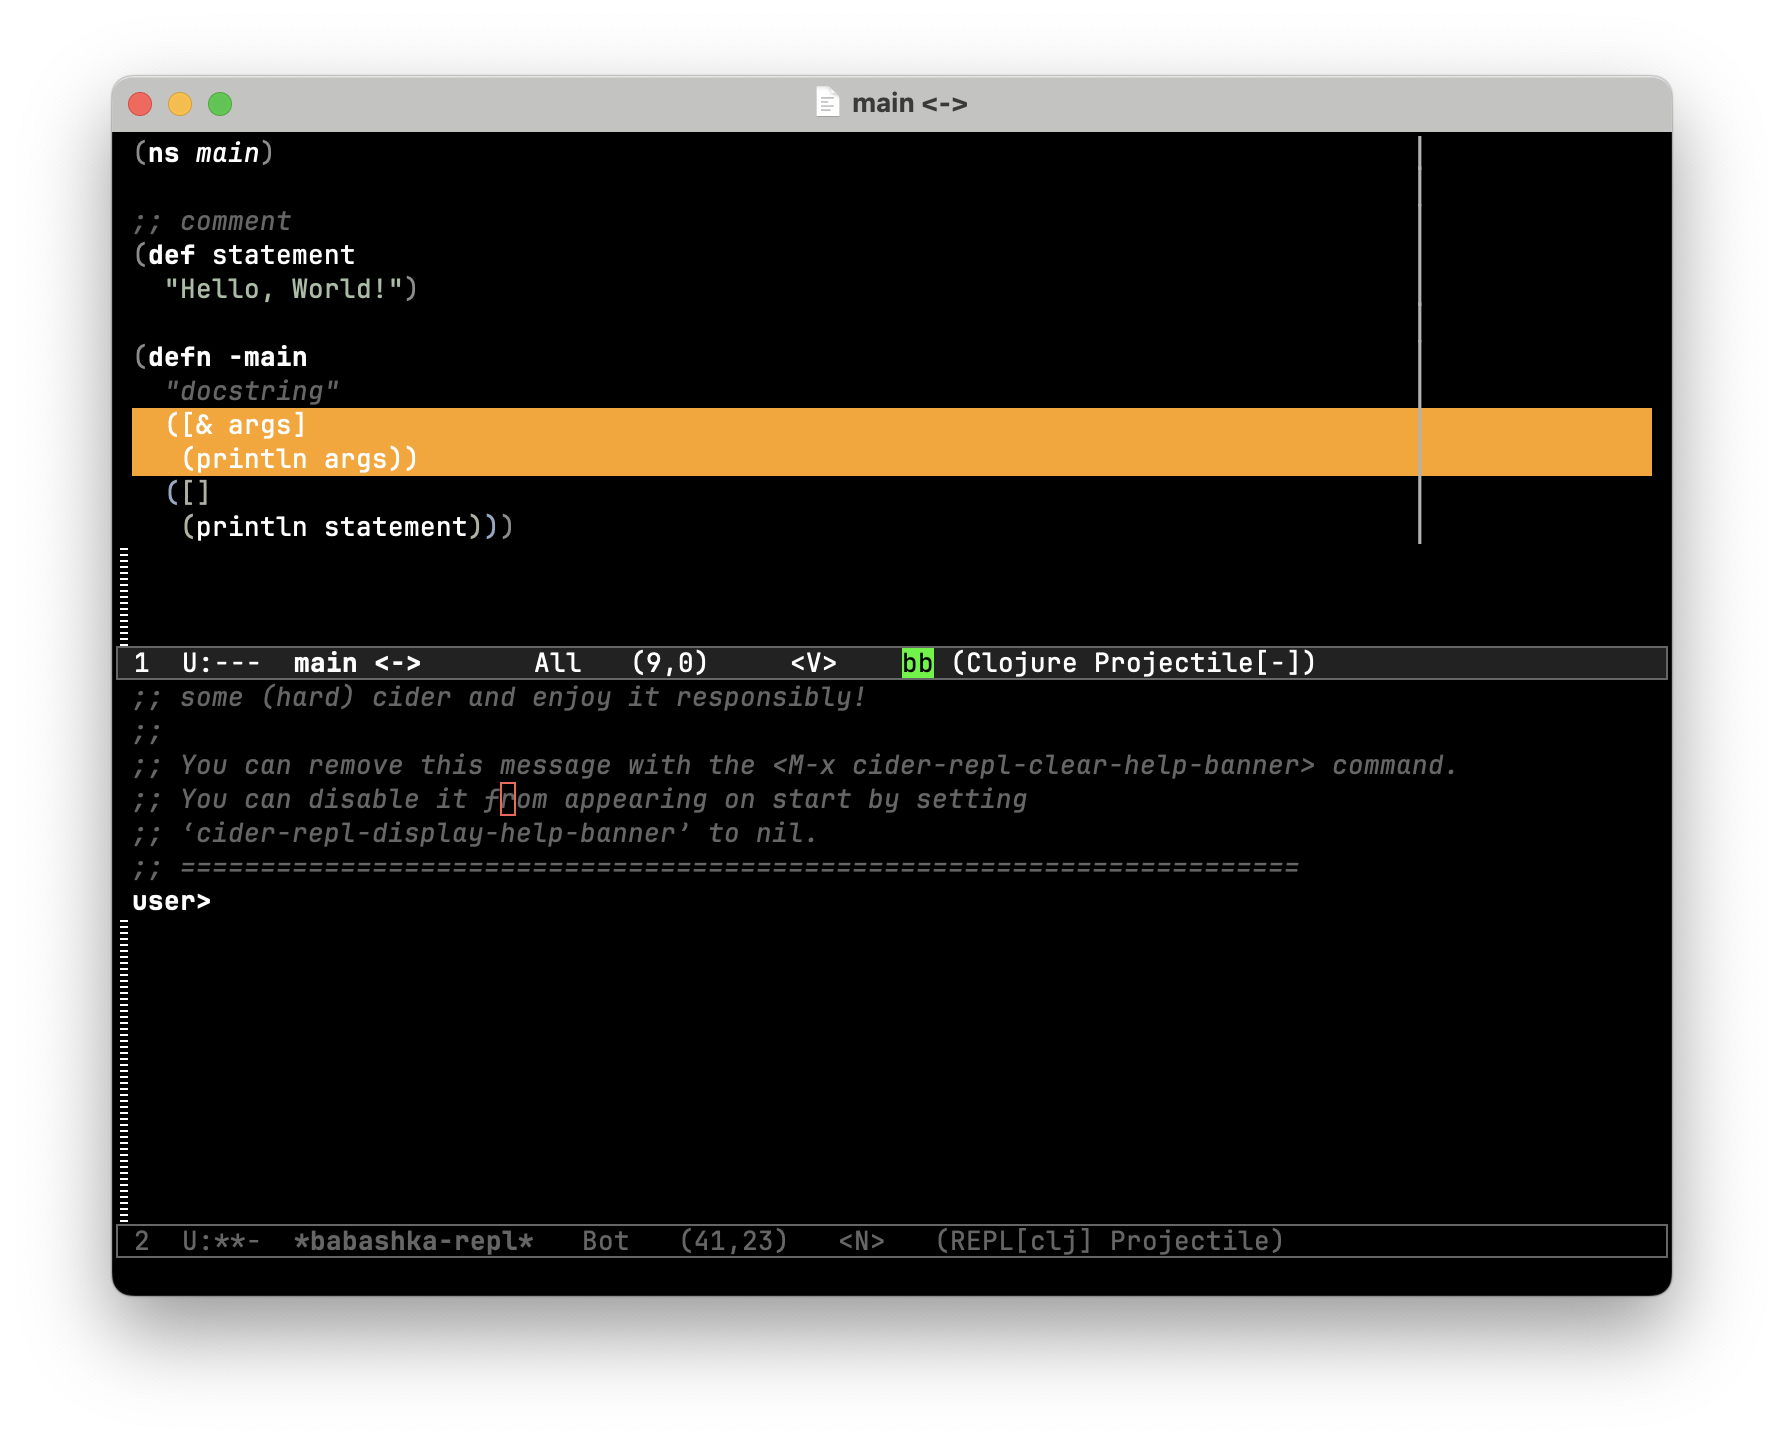 main <->
(ns main)
;; comment
(def statement
"Hello, World!")
(defn -main
"docstring"
([& args]
(println args))
([]
(println statement)))
1 U:--- main <-> All (9,0) <V> bb (Clojure Projectile[-])
;; some (hard) cider and enjoy it responsibly!
;;
;; You can remove this message with the <M-x cider-repl-clear-help-banner> command.
;; You can disable it from appearing on start by setting
;; ‘cider-repl-display-help-banner’ to nil.
;; ======================================================================
user>
2 U:**- *babashka-repl* Bot (41,23) <N> (REPL[clj] Projectile)